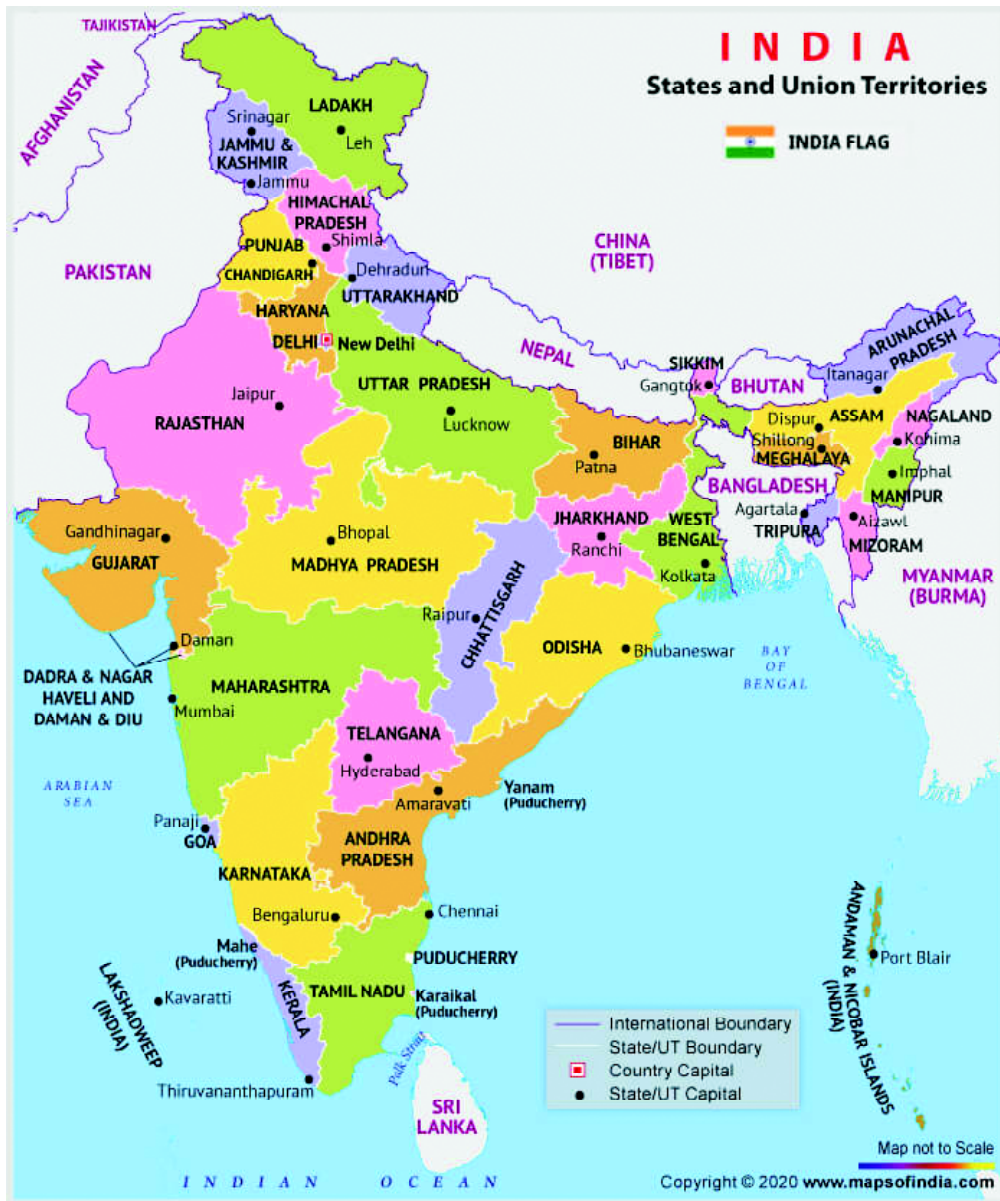 TAJIKISTAN
INDIA
States and Union Territories
INDIA FLAG
AFGHANISTAN
LADAKH
Srinagar
Leh
JAMMU &
KASHMIR
Jammu
HIMACHAL
PRADESH
Shimla
PAKISTAN
PUNJAB
CHANDIGARH
Dehradun
UTTARAKHAND
CHINA
(TIBET)
HARYANA
DELHI
New Delhi
NEPAL
SIKKIM
Gangtok
BHUTAN
ARUNACHAL
PRADESH
Itanagar
Jaipur
RAJASTHAN
UTTAR PRADESH
Lucknow
BIHAR
Patna
Dispur
ASSAM
NAGALAND
Kohima
Shillong
MEGHALAYA
Imphal
MANIPUR
BANGLADESH
Agartala
TRIPURA
Aizawl
MIZORAM
MYANMAR
(BURMA)
Gandhinagar
GUJARAT
Bhopal
MADHYA PRADESH
JHARKHAND
Ranchi
WEST
BENGAL
Kolkata
Raipur
CHHATTISGARH
Daman
DADRA & NAGAR
HAVELI AND
DAMAN & DIU
MAHARASHTRA
Mumbai
ODISHA
Bhubaneswar
BAY
OF
BENGAL
TELANGANA
Hyderabad
ARABIAN
SEA
Amaravati
Yanam
(Puducherry)
Panaji
GOA
ANDHRA
PRADESH
KARNATAKA
Bengaluru
Chennai
Mahe
(Puducherry)
PUDUCHERRY
LAKSHADWEEP
(INDIA)
Kavaratti
KERALA
TAMIL NADU
Karaikal
(Puducherry)
ANDAMAN & NICOBAR ISLANDS
(INDIA)
Port Blair
Thiruvananthapuram
Palk Strait
SRI
LANKA
International Boundary
State/UT Boundary
Country Capital
State/UT Capital
INDIAN OCEAN
Map not to Scale
Copyright © 2020 www.mapsofindia.com